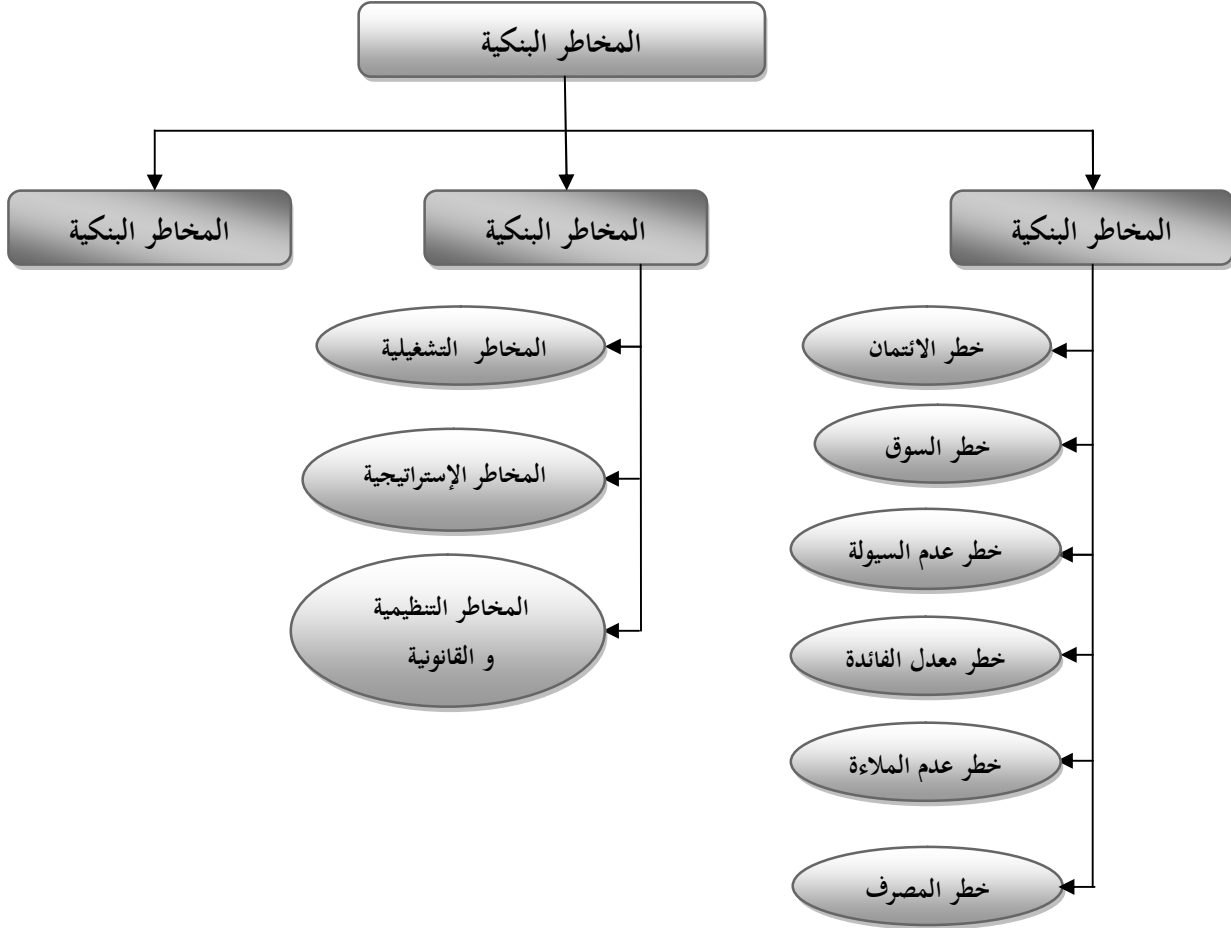 المخاطر البنكية
المخاطر البنكية
المخاطر البنكية
المخاطر البنكية
خطر الائتمان
خطر السوق
خطر عدم السيولة
خطر معدل الفائدة
خطر عدم الملاءة
خطر المصرف
المخاطر التشغيلية
المخاطر الإستراتيجية
المخاطر التنظيمية
و القانونية